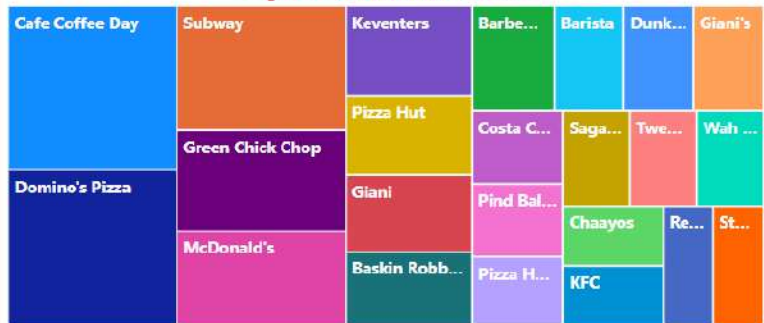 Cafe Coffee Day
Domino's Pizza
Subway
Green Chick Chop
McDonald's
Keventers
Pizza Hut
Giani
Baskin Robb...
Barbe...
Barista
Dunk...
Giani's
Costa C...
Saga...
Twe...
Wah ...
Pind Bal...
Pizza H...
Chaayos
KFC
Re...
St...